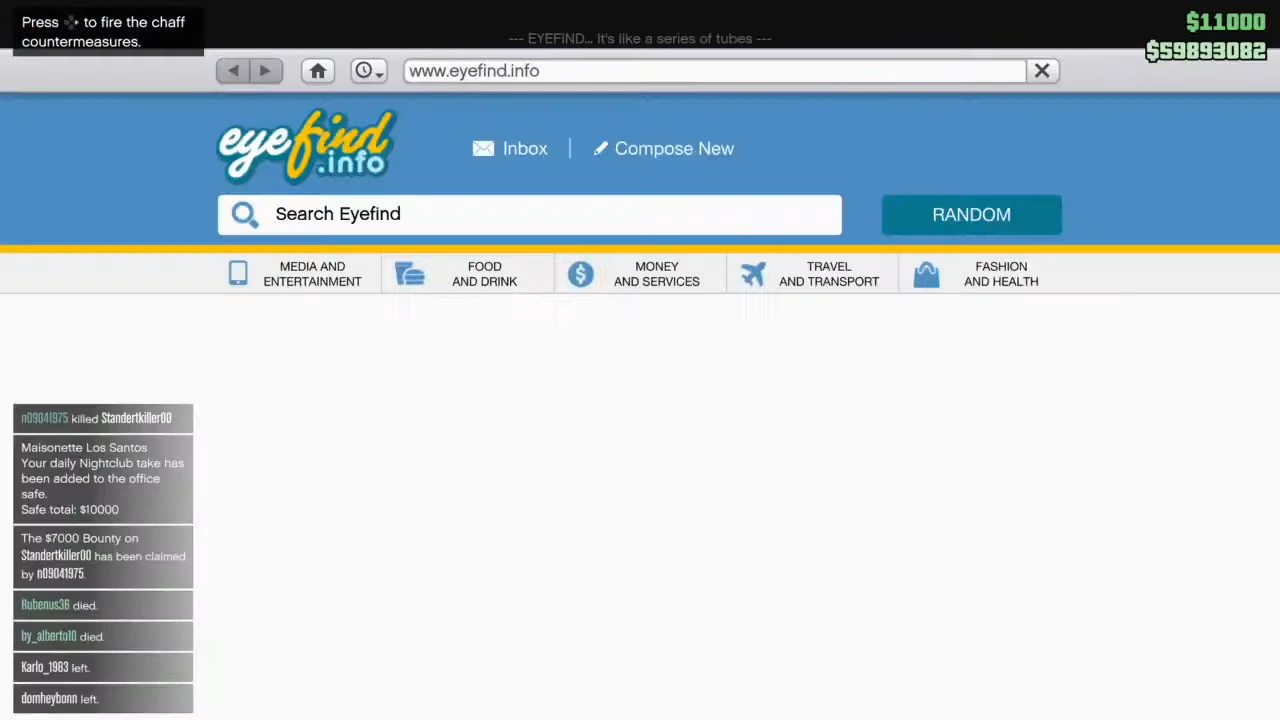 Press to fire the chaff
countermeasures.
--- EYEFiND... It's like a series of tubes ---
$11000
$59893082
www.eyefind.info
eyefind
.info
Inbox
Compose New
Search Eyefind
RANDOM
MEDIA AND
ENTERTAINMENT
FOOD
AND DRINK
MONEY
AND SERVICES
TRAVEL
AND TRANSPORT
FASHION
AND HEALTH
n09041975 killed Standertkiller00
Maisonette Los Santos
Your daily Nightclub take has
been added to the office
safe.
Safe total: $10000
The $7000 Bounty on
Standertkiller00 has been claimed
by n09041975.
Rubenus36 died.
by_alberto10 died.
Karlo_1983 left.
domheybonn left.